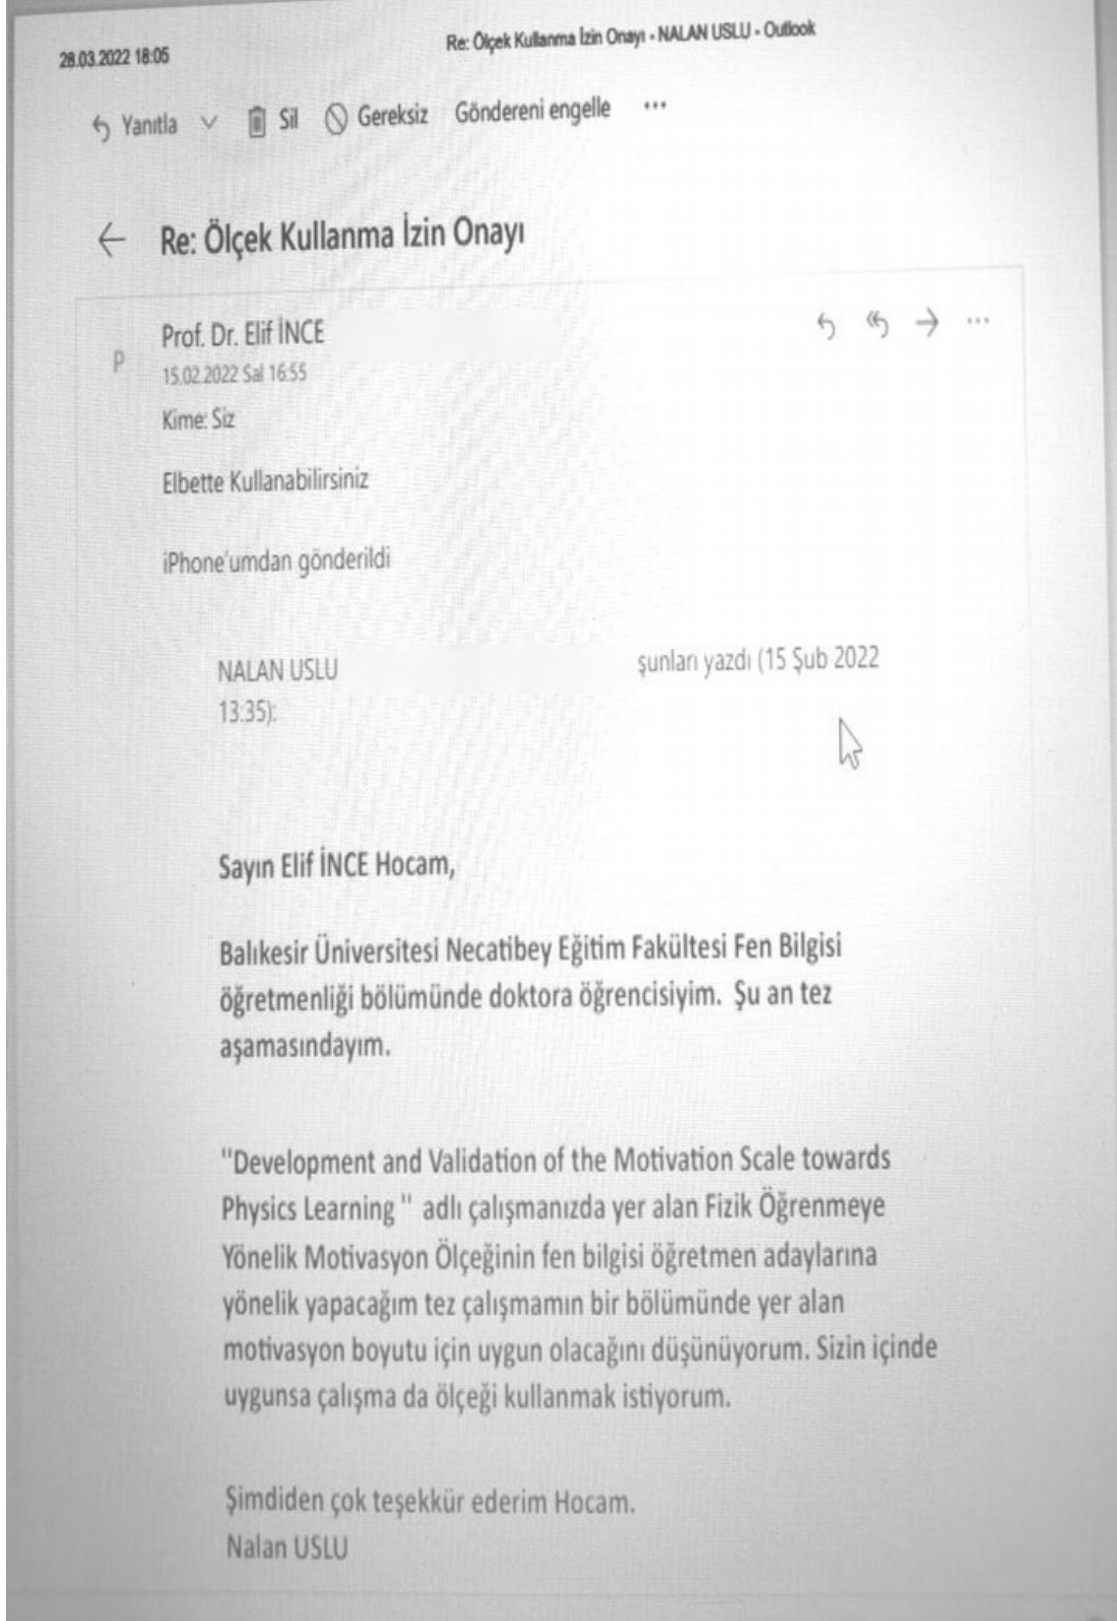 28.03.2022 18:05
Re: Ölçek Kullanma İzin Onayı - NALAN USLU - Outlook
Yanıtla Sil Gereksiz Göndereni engelle ...
Re: Ölçek Kullanma İzin Onayı
P
Prof. Dr. Elif İNCE
15.02.2022 Sal 16:55
Kime: Siz
Elbette Kullanabilirsiniz
iPhone'umdan gönderildi
NALAN USLU şunları yazdı (15 Şub 2022
13:35):
Sayın Elif İNCE Hocam,
Balıkesir Üniversitesi Necatibey Eğitim Fakültesi Fen Bilgisi
öğretmenliği bölümünde doktora öğrencisiyim. Şu an tez
aşamasındayım.
"Development and Validation of the Motivation Scale towards
Physics Learning " adlı çalışmanızda yer alan Fizik Öğrenmeye
Yönelik Motivasyon Ölçeğinin fen bilgisi öğretmen adaylarına
yönelik yapacağım tez çalışmamın bir bölümünde yer alan
motivasyon boyutu için uygun olacağını düşünüyorum. Sizin içinde
uygunsa çalışma da ölçeği kullanmak istiyorum.
Şimdiden çok teşekkür ederim Hocam.
Nalan USLU